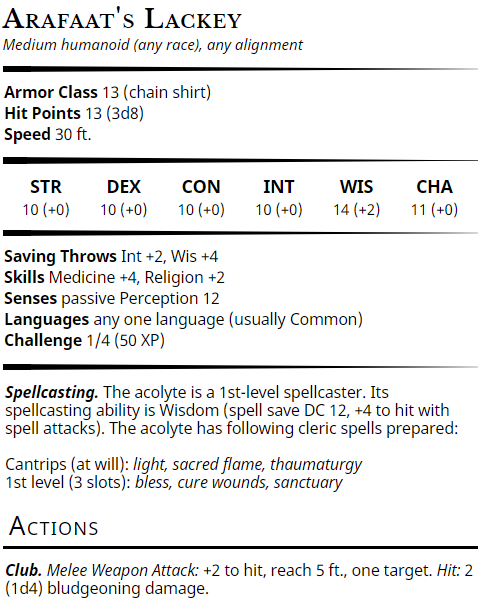 Arafaat's Lackey
Medium humanoid (any race), any alignment
Armor Class 13 (chain shirt)
Hit Points 13 (3d8)
Speed 30 ft.
STR DEX CON INT WIS CHA
10 (+0) 10 (+0) 10 (+0) 10 (+0) 14 (+2) 11 (+0)
Saving Throws Int +2, Wis +4
Skills Medicine +4, Religion +2
Senses passive Perception 12
Languages any one language (usually Common)
Challenge 1/4 (50 XP)
Spellcasting. The acolyte is a 1st-level spellcaster. Its
spellcasting ability is Wisdom (spell save DC 12, +4 to hit with
spell attacks). The acolyte has following cleric spells prepared:
Cantrips (at will): light, sacred flame, thaumaturgy
1st level (3 slots): bless, cure wounds, sanctuary
Actions
Club. Melee Weapon Attack: +2 to hit, reach 5 ft., one target. Hit: 2
(1d4) bludgeoning damage.